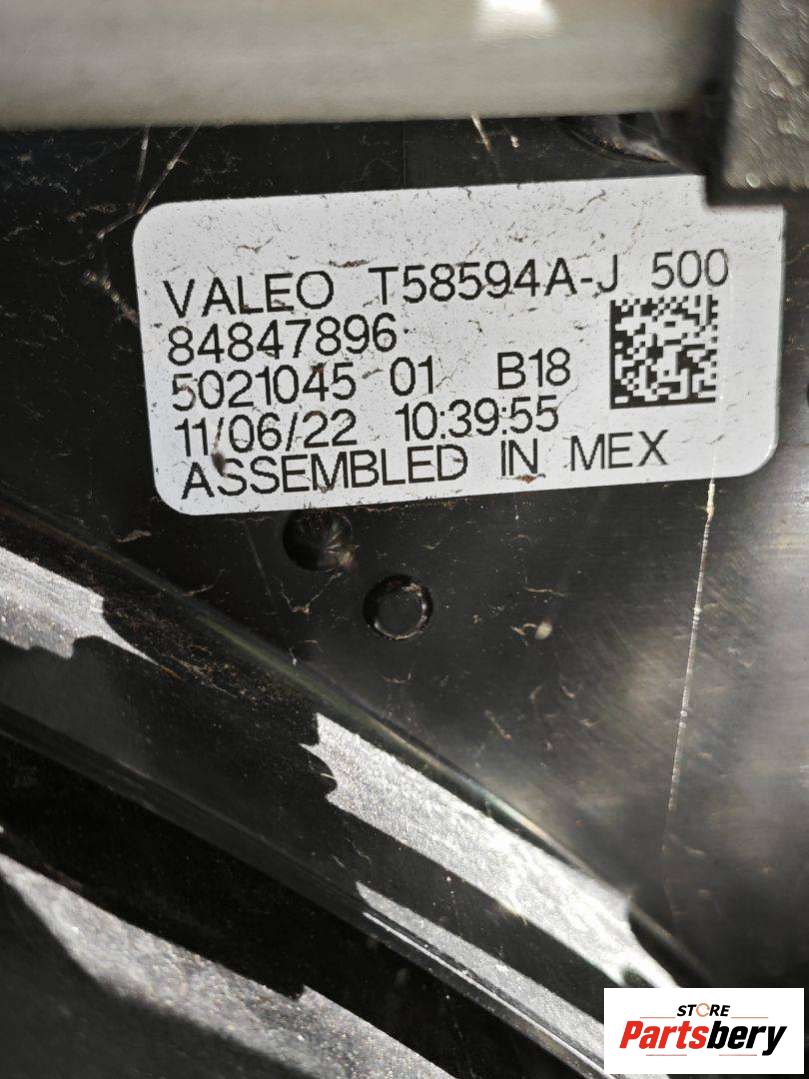 VALEO T58594A-J 500
84847896
5021045 01 B18
11/06/22 10:39:55
ASSEMBLED IN MEX
STORE
Partsbery